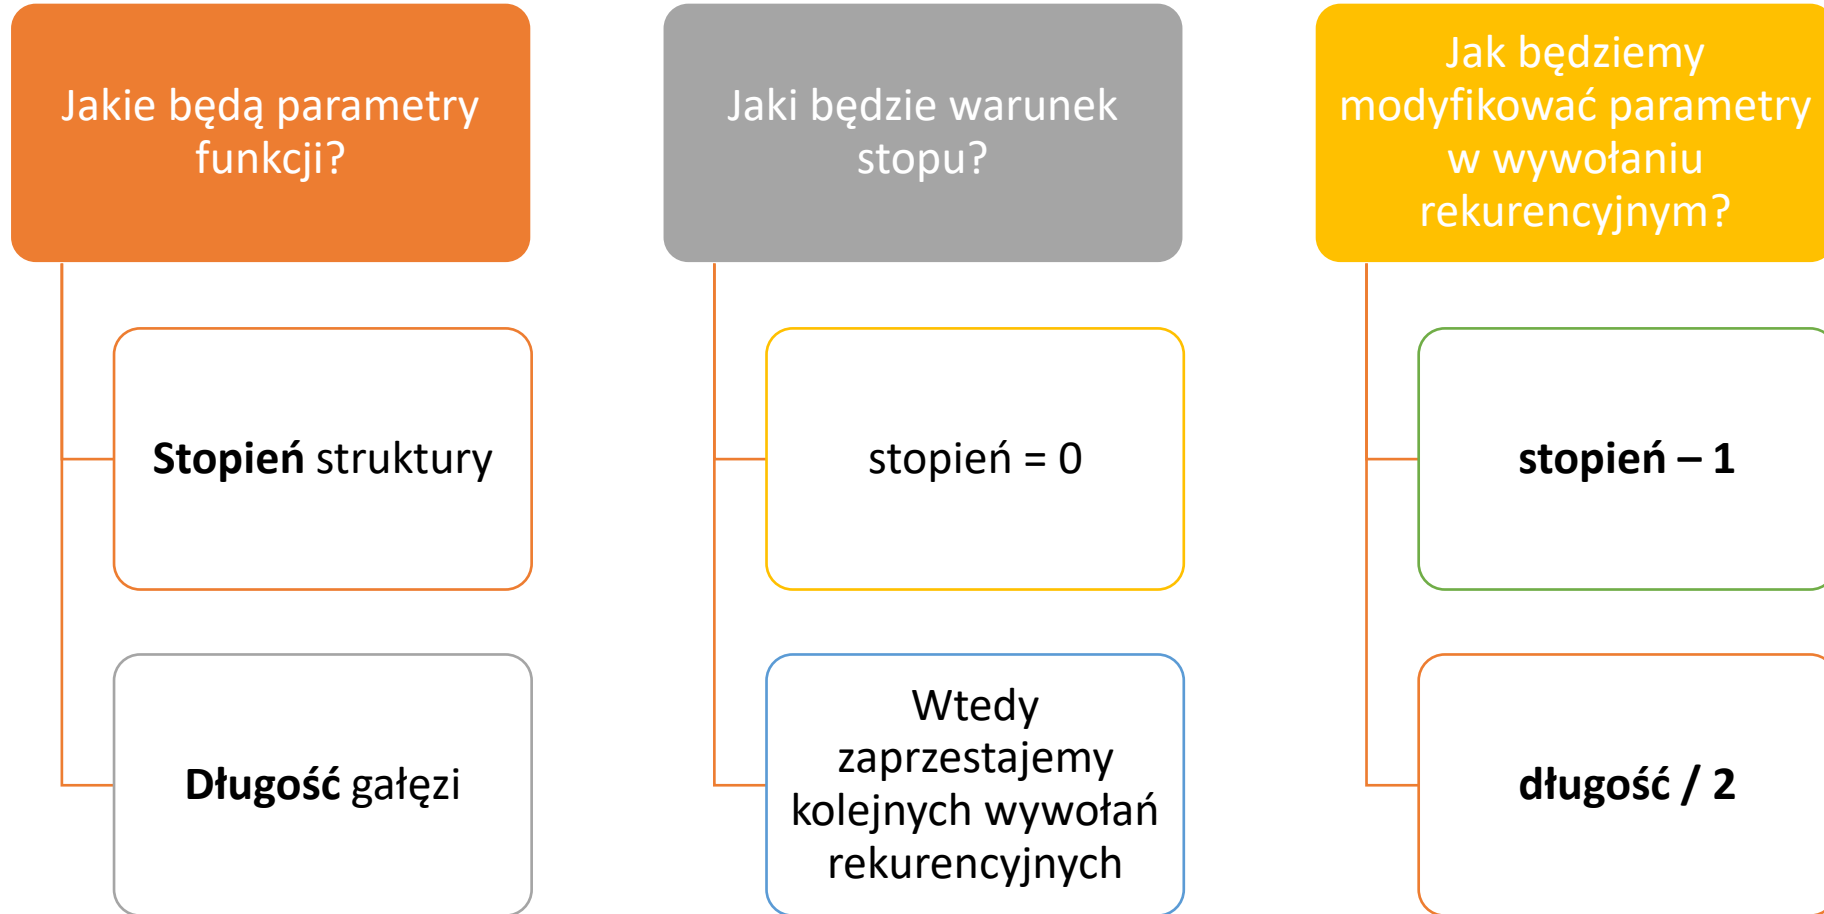 Jakie będą parametry
funkcji?
Stopień struktury
Długość gałęzi
Jaki będzie warunek
stopu?
stopień = 0
Wtedy
zaprzestajemy
kolejnych wywołań
rekurencyjnych
Jak będziemy
modyfikować parametry
w wywołaniu
rekurencyjnym?
stopień – 1
długość / 2